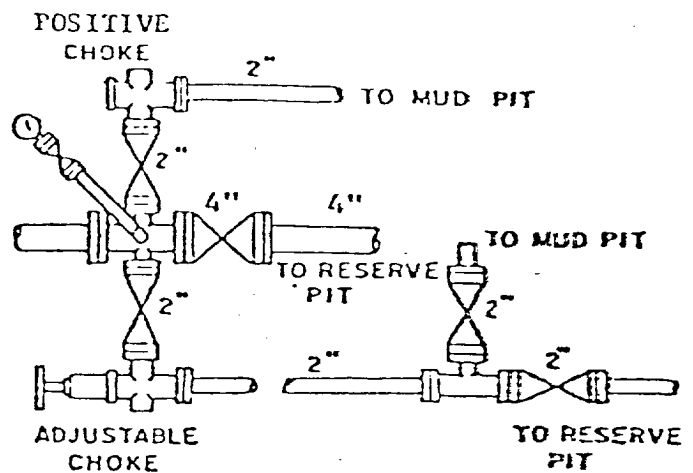 POSITIVE
CHOKE
2"
TO MUD PIT
2"
4"
4"
TO RESERVE
PIT
TO MUD PIT
2"
2"
2"
2"
ADJUSTABLE
CHOKE
TO RESERVE
PIT